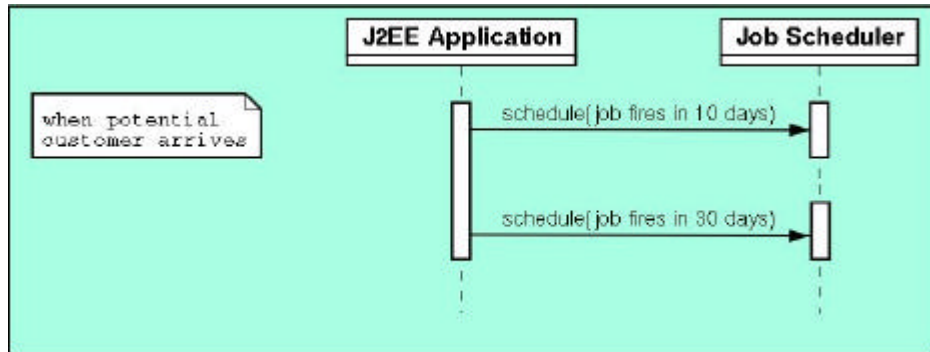 J2EE Application
Job Scheduler
when potential
customer arrives
schedule(job fires in 10 days)
schedule(job fires in 30 days)